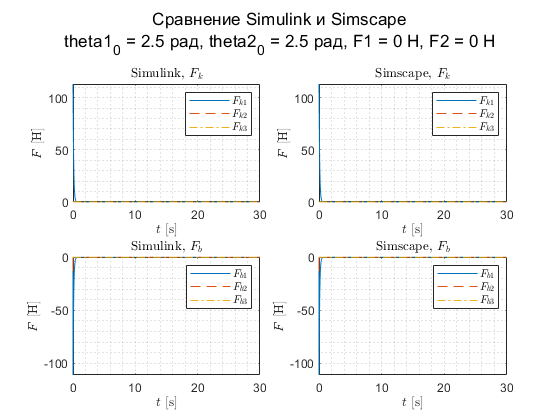 Сравнение Simulink и Simscape
theta1_0 = 2.5 рад, theta2_0 = 2.5 рад, F1 = 0 Н, F2 = 0 Н
Simulink, F_k
100
50
0
F [H]
0 10 20 30
t [s]
F_k1
F_k2
F_k3
Simscape, F_k
100
50
0
F [H]
0 10 20 30
t [s]
F_k1
F_k2
F_k3
Simulink, F_b
0
-50
-100
F [H]
0 10 20 30
t [s]
F_b1
F_b2
F_b3
Simscape, F_b
0
-50
-100
F [H]
0 10 20 30
t [s]
F_b1
F_b2
F_b3